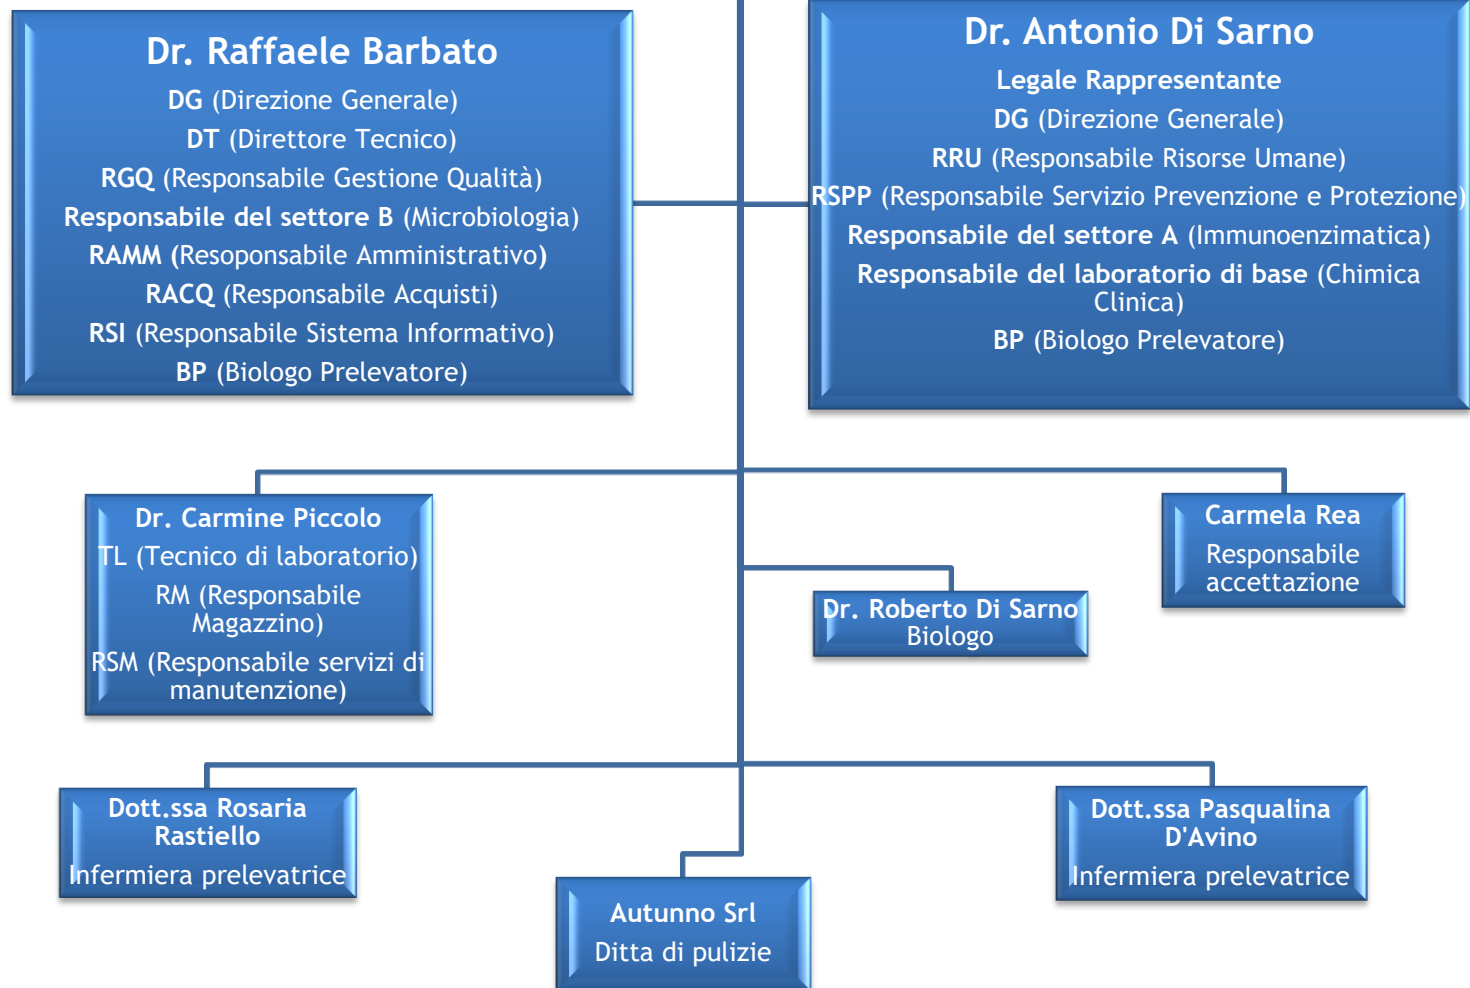 Dr. Raffaele Barbato
DG (Direzione Generale)
DT (Direttore Tecnico)
RGQ (Responsabile Gestione Qualità)
Responsabile del settore B (Microbiologia)
RAMM (Resoponsabile Amministrativo)
RACQ (Responsabile Acquisti)
RSI (Responsabile Sistema Informativo)
BP (Biologo Prelevatore)
Dr. Antonio Di Sarno
Legale Rappresentante
DG (Direzione Generale)
RRU (Responsabile Risorse Umane)
RSPP (Responsabile Servizio Prevenzione e Protezione)
Responsabile del settore A (Immunoenzimatica)
Responsabile del laboratorio di base (Chimica
Clinica)
BP (Biologo Prelevatore)
Dr. Carmine Piccolo
TL (Tecnico di laboratorio)
RM (Responsabile
Magazzino)
RSM (Responsabile servizi di
manutenzione)
Carmela Rea
Responsabile
accettazione
Dr. Roberto Di Sarno
Biologo
Dott.ssa Rosaria
Rastiello
Infermiera prelevatrice
Dott.ssa Pasqualina
D'Avino
Infermiera prelevatrice
Autunno Srl
Ditta di pulizie